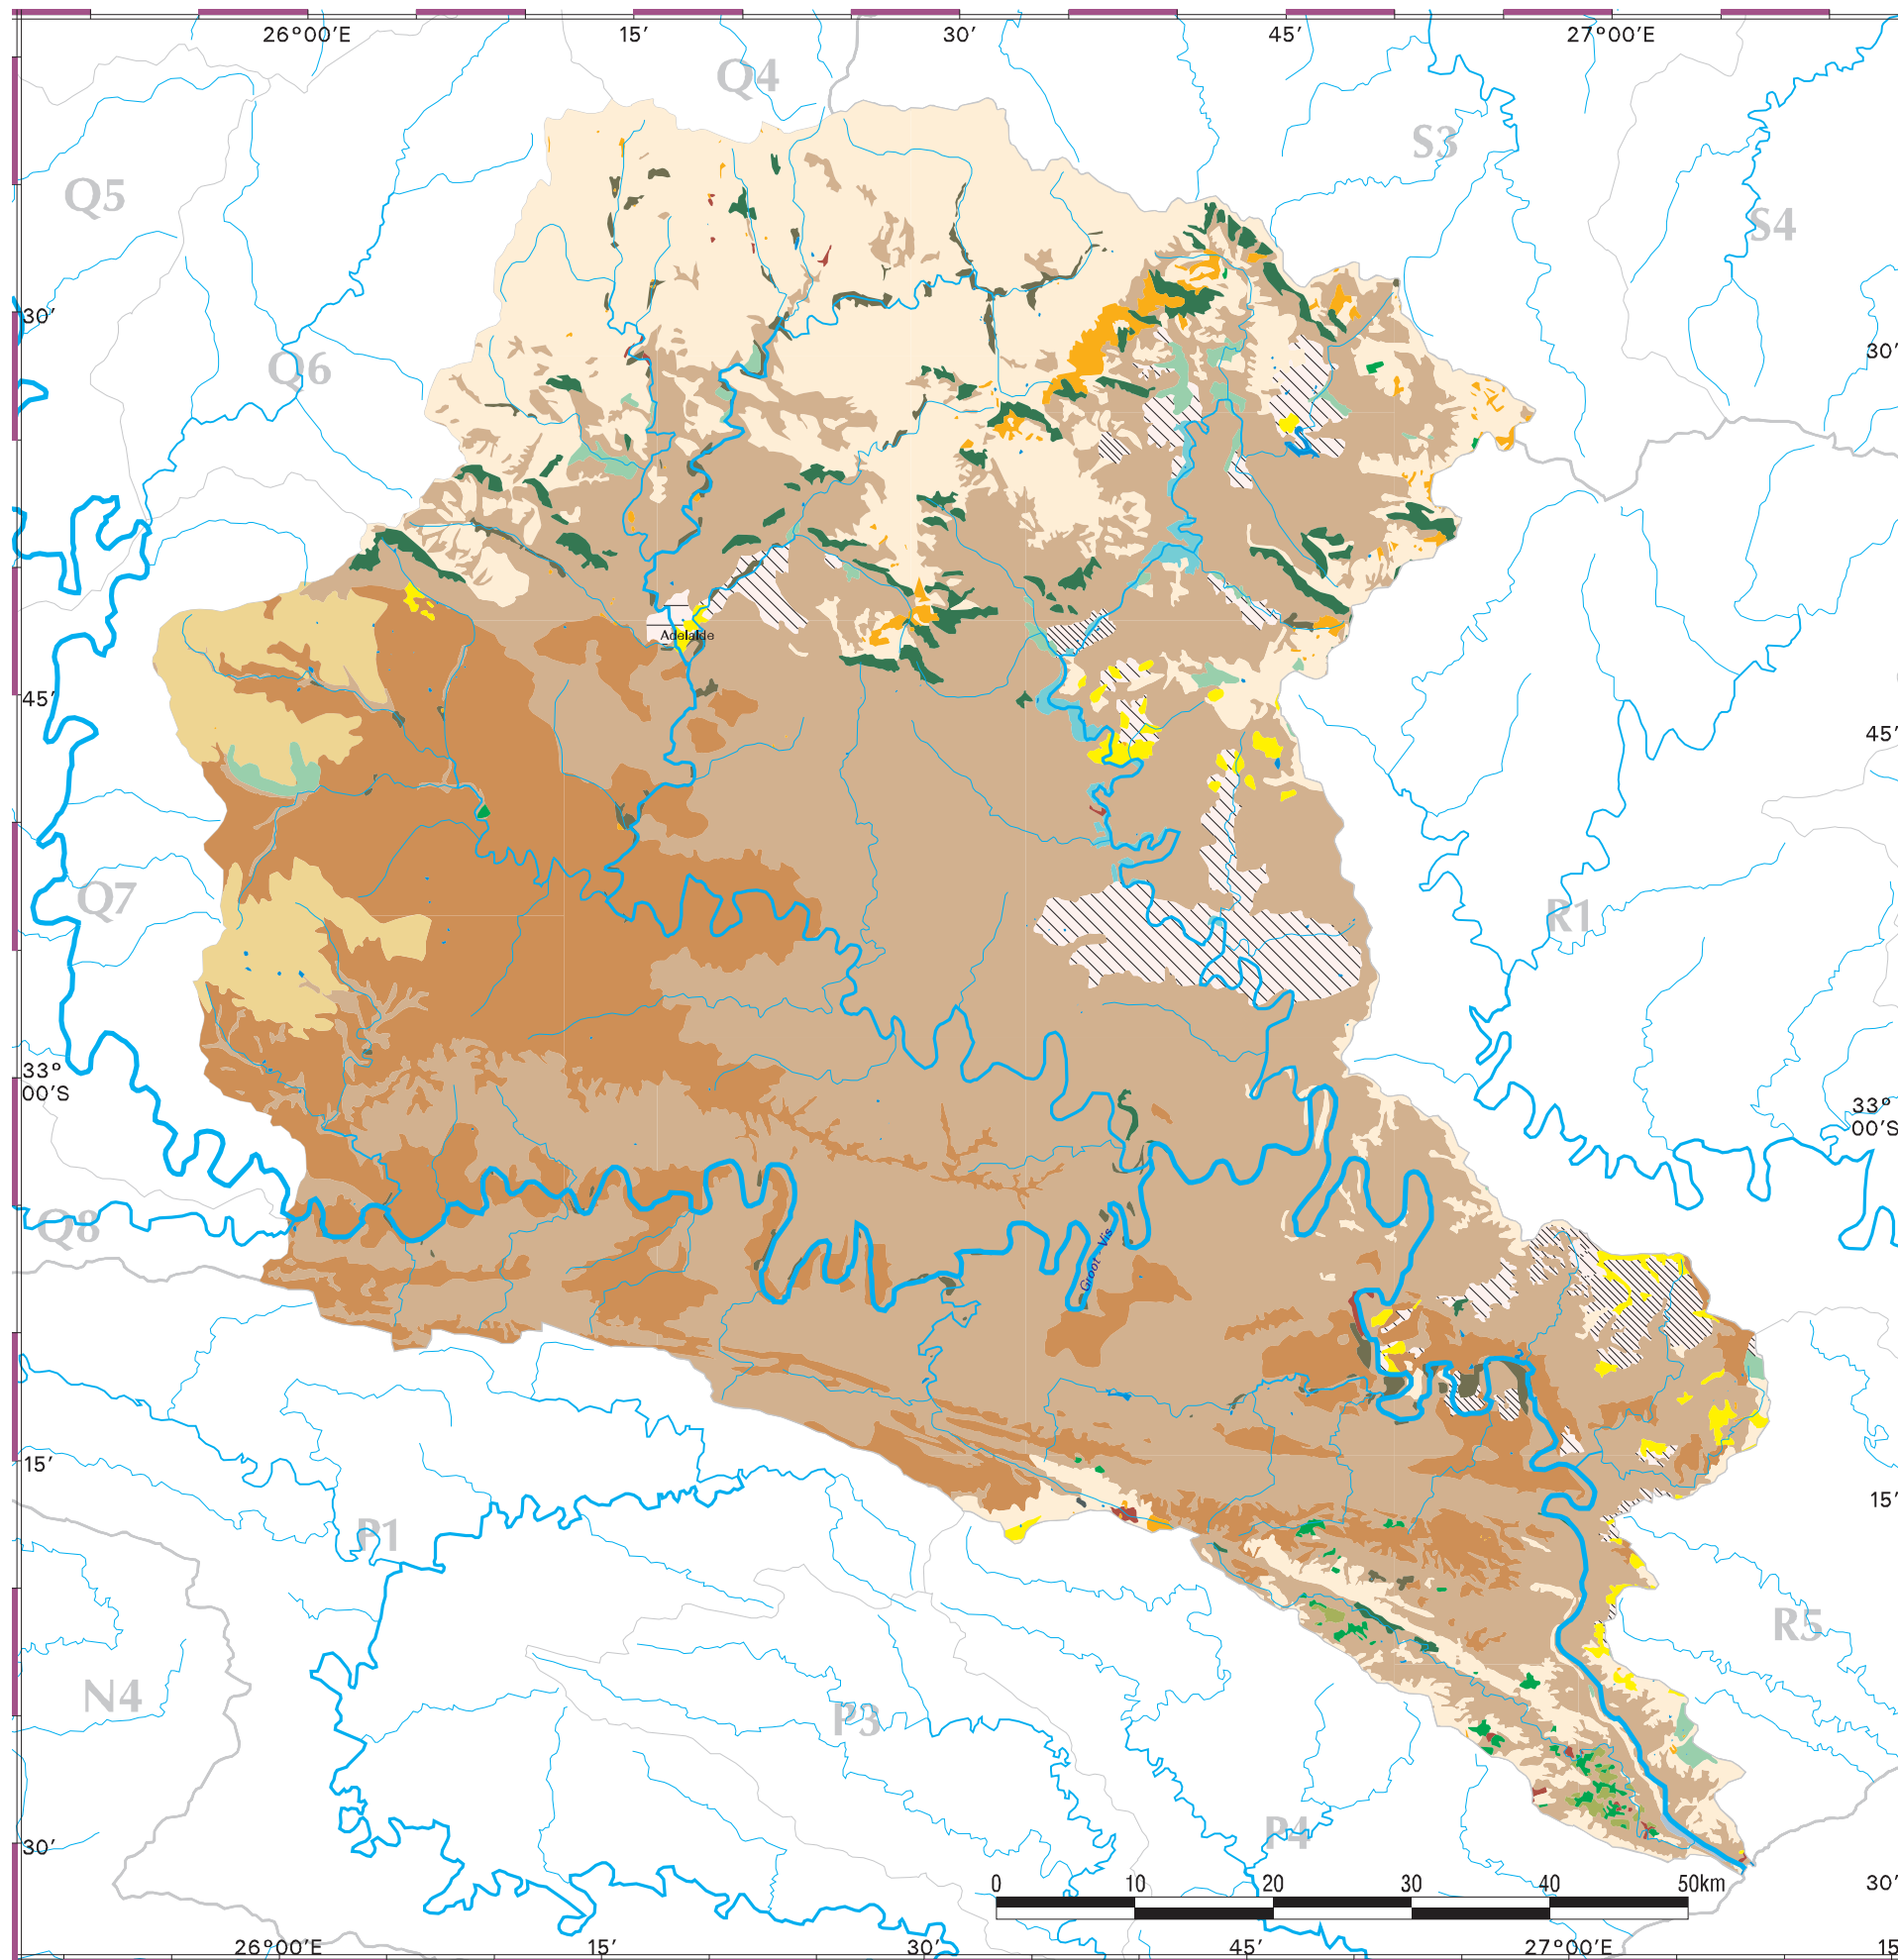 26°00'E 15' 30' 45' 27°00'E
Q4
S3
Q5
S4
30'
30'
Q6
Adelaide
45'
45'
Q7
R1
33°
00'S
33°
00'S
Q8
Groot - Vis
15'
15'
P1
R5
N4
P3
P4
30'
0 10 20 30 40 50km
30'
26°00'E 15' 30' 45' 27°00'E 15'